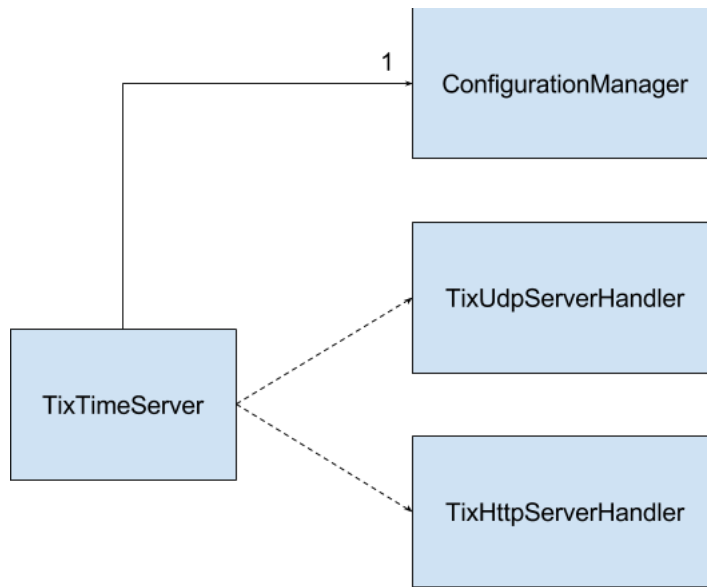 1
ConfigurationManager
TixUdpServerHandler
TixTimeServer
TixHttpServerHandler